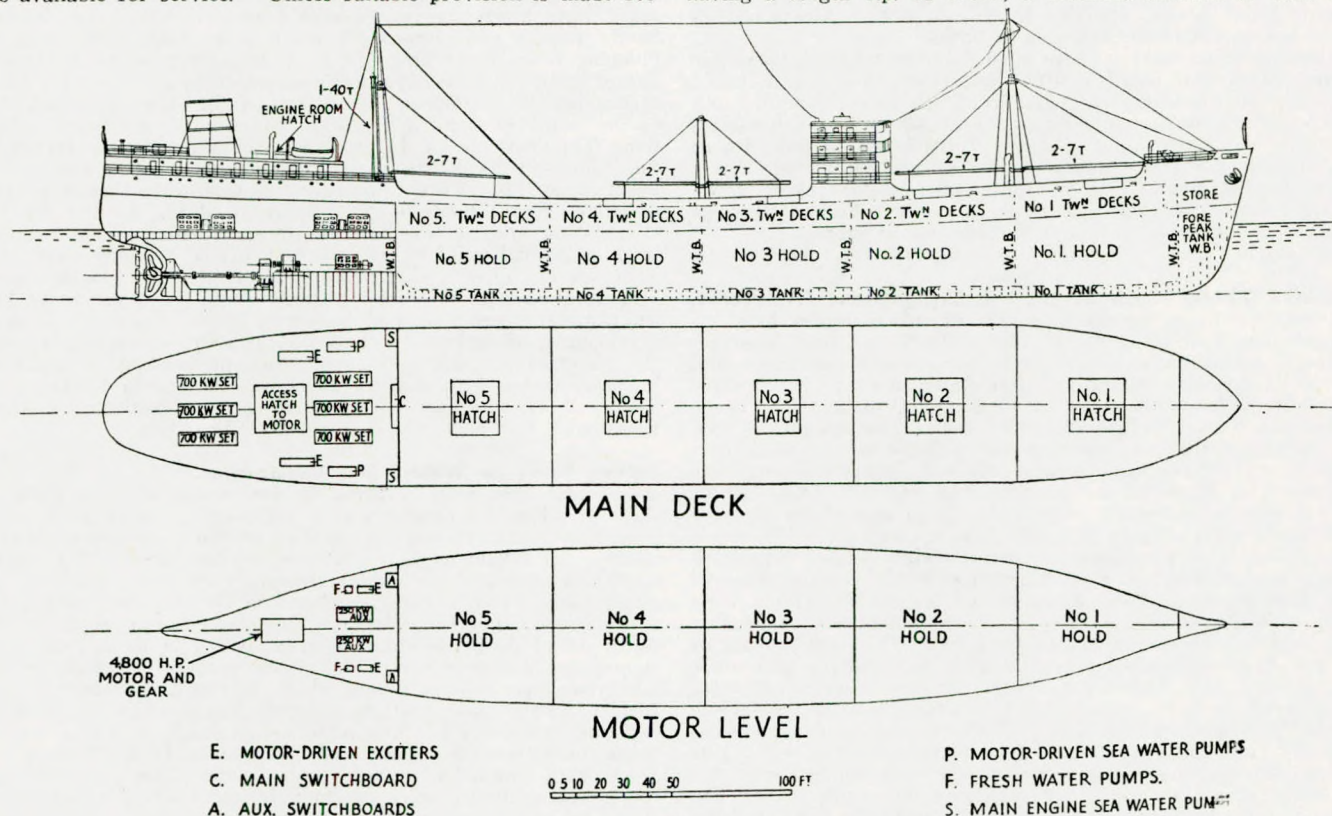 s available for service. Unless suitable provision is made
1-40T
ENGINE ROOM
HATCH
2-7T
2-7T 2-7T
2-7T 2-7T
No 5. TWN DECKS
No 4. TWN DECKS
No 3. TWN DECKS
No 2. TWN DECKS
No 1 TWN DECKS
STORE
FORE
PEAK
TANK
W.B
W.T.B.
No. 5 HOLD
W.T.B.
No 4 HOLD
W.T.B.
No 3 HOLD
W.T.B.
No. 2 HOLD
W.T.B.
No. 1. HOLD
W.T.B.
No 5 TANK
No 4 TANK
No 3 TANK
No 2 TANK
No. 1. TANK
S
E P
700 KW SET 700 KW SET
700 KW SET 700 KW SET
700 KW SET 700 KW SET
ACCESS
HATCH
TO
MOTOR
C
E P
S
No 5
HATCH
No 4
HATCH
No 3
HATCH
No 2
HATCH
No. 1.
HATCH
MAIN DECK
A
F E
250 KW
AUX
250 KW
AUX
F E
A
No 5
HOLD
No 4
HOLD
No 3
HOLD
No 2
HOLD
No 1
HOLD
4,800 H.P.
MOTOR AND
GEAR
MOTOR LEVEL
E. MOTOR-DRIVEN EXCITERS
C. MAIN SWITCHBOARD
A. AUX. SWITCHBOARDS
0 5 10 20 30 40 50 100 FT
P. MOTOR-DRIVEN SEA WATER PUMPS
F. FRESH WATER PUMPS.
S. MAIN ENGINE SEA WATER